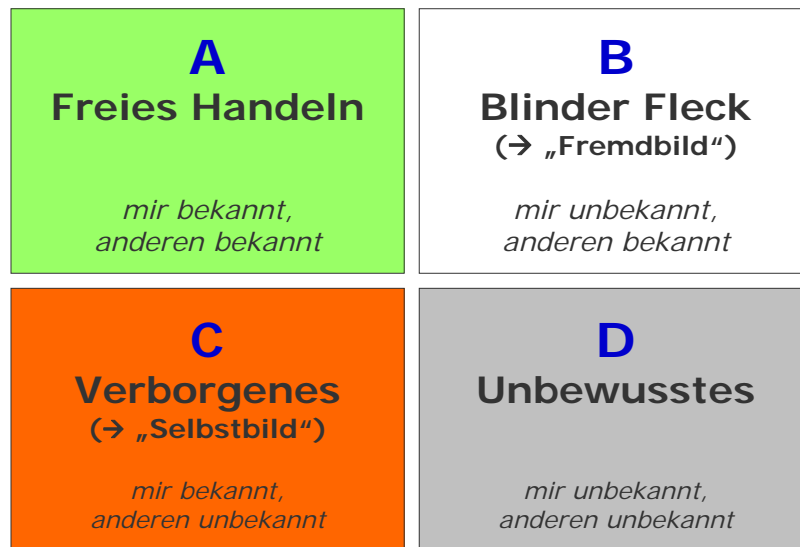 A
Freies Handeln
mir bekannt,
anderen bekannt
B
Blinder Fleck
(→ „Fremdbild“)
mir unbekannt,
anderen bekannt
C
Verborgenes
(→ „Selbstbild“)
mir bekannt,
anderen unbekannt
D
Unbewusstes
mir unbekannt,
anderen unbekannt